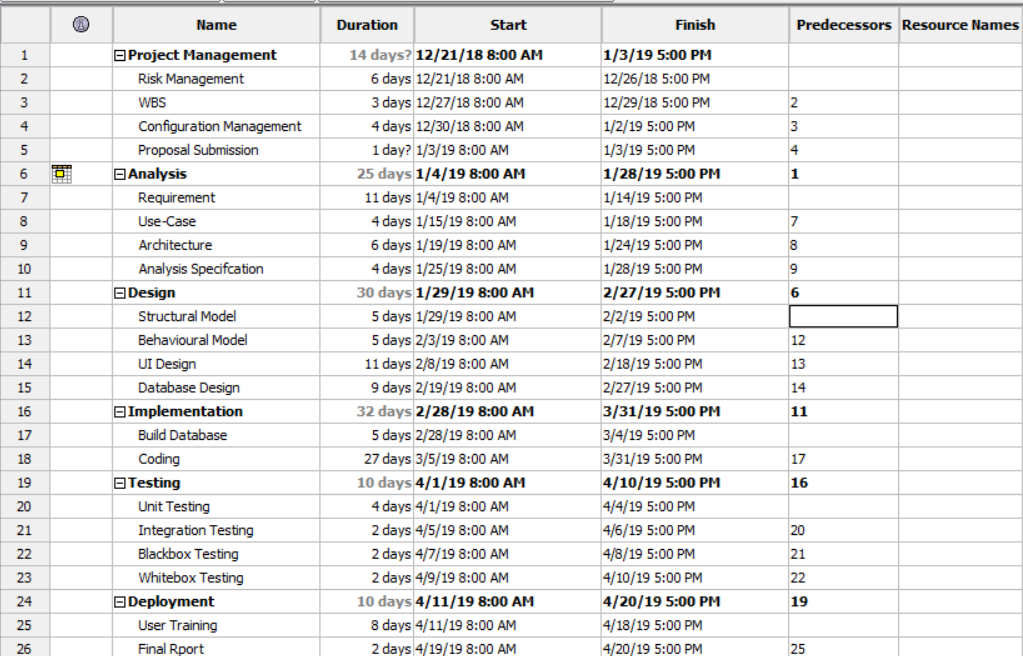 Name Duration Start Finish Predecessors Resource Names
1 Project Management 14 days? 12/21/18 8:00 AM 1/3/19 5:00 PM
2 Risk Management 6 days 12/21/18 8:00 AM 12/26/18 5:00 PM
3 WBS 3 days 12/27/18 8:00 AM 12/29/18 5:00 PM 2
4 Configuration Management 4 days 12/30/18 8:00 AM 1/2/19 5:00 PM 3
5 Proposal Submission 1 day? 1/3/19 8:00 AM 1/3/19 5:00 PM 4
6 Analysis 25 days 1/4/19 8:00 AM 1/28/19 5:00 PM 1
7 Requirement 11 days 1/4/19 8:00 AM 1/14/19 5:00 PM
8 Use-Case 4 days 1/15/19 8:00 AM 1/18/19 5:00 PM 7
9 Architecture 6 days 1/19/19 8:00 AM 1/24/19 5:00 PM 8
10 Analysis Specifcation 4 days 1/25/19 8:00 AM 1/28/19 5:00 PM 9
11 Design 30 days 1/29/19 8:00 AM 2/27/19 5:00 PM 6
12 Structural Model 5 days 1/29/19 8:00 AM 2/2/19 5:00 PM
13 Behavioural Model 5 days 2/3/19 8:00 AM 2/7/19 5:00 PM 12
14 UI Design 11 days 2/8/19 8:00 AM 2/18/19 5:00 PM 13
15 Database Design 9 days 2/19/19 8:00 AM 2/27/19 5:00 PM 14
16 Implementation 32 days 2/28/19 8:00 AM 3/31/19 5:00 PM 11
17 Build Database 5 days 2/28/19 8:00 AM 3/4/19 5:00 PM
18 Coding 27 days 3/5/19 8:00 AM 3/31/19 5:00 PM 17
19 Testing 10 days 4/1/19 8:00 AM 4/10/19 5:00 PM 16
20 Unit Testing 4 days 4/1/19 8:00 AM 4/4/19 5:00 PM
21 Integration Testing 2 days 4/5/19 8:00 AM 4/6/19 5:00 PM 20
22 Blackbox Testing 2 days 4/7/19 8:00 AM 4/8/19 5:00 PM 21
23 Whitebox Testing 2 days 4/9/19 8:00 AM 4/10/19 5:00 PM 22
24 Deployment 10 days 4/11/19 8:00 AM 4/20/19 5:00 PM 19
25 User Training 8 days 4/11/19 8:00 AM 4/18/19 5:00 PM
26 Final Rport 2 days 4/19/19 8:00 AM 4/20/19 5:00 PM 25